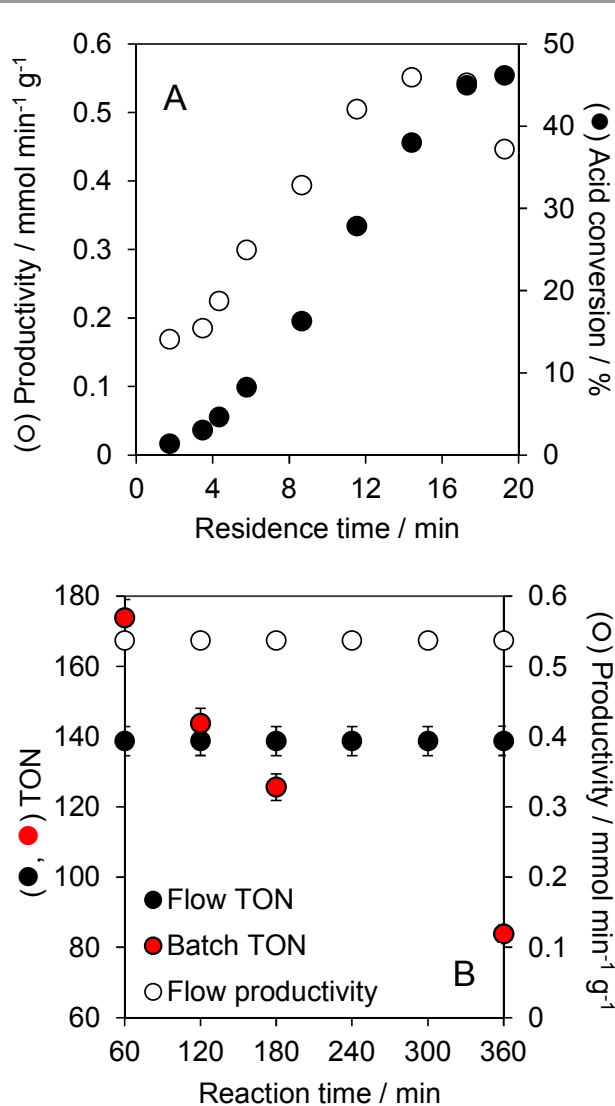 A
(O) Productivity / mmol min⁻¹ g⁻¹
0.6
0.5
0.4
0.3
0.2
0.1
0
(●) Acid conversion / %
50
40
30
20
10
0
0 4 8 12 16 20
Residence time / min
(●, ●) TON
180
160
140
120
100
80
60
Flow TON
Batch TON
Flow productivity
B
(O) Productivity / mmol min⁻¹ g⁻¹
0.6
0.5
0.4
0.3
0.2
0.1
0
60 120 180 240 300 360
Reaction time / min